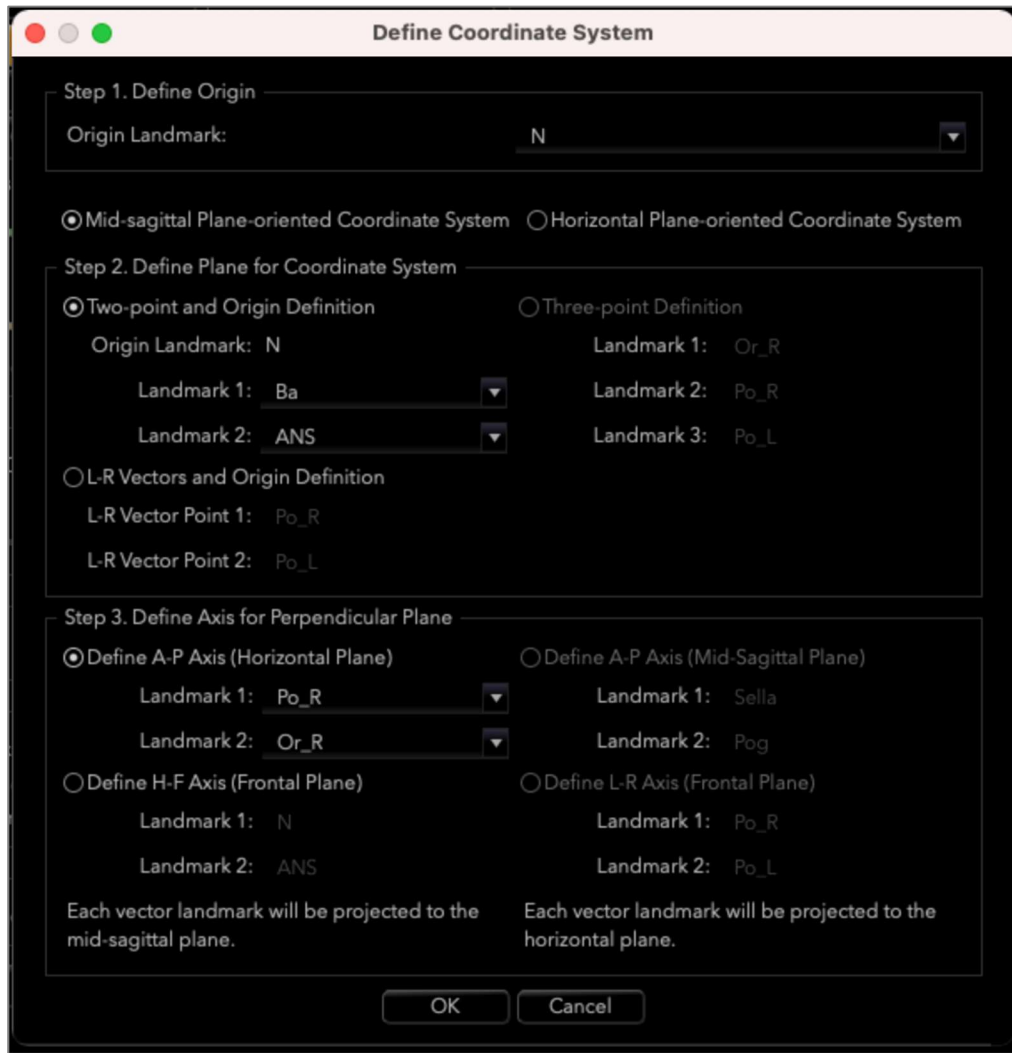 Define Coordinate System
Step 1. Define Origin
Origin Landmark: N
Mid-sagittal Plane-oriented Coordinate System Horizontal Plane-oriented Coordinate System
Step 2. Define Plane for Coordinate System
Two-point and Origin Definition Three-point Definition
Origin Landmark: N Landmark 1: Or_R
Landmark 1: Ba Landmark 2: Po_R
Landmark 2: ANS Landmark 3: Po_L
L-R Vectors and Origin Definition
L-R Vector Point 1: Po_R
L-R Vector Point 2: Po_L
Step 3. Define Axis for Perpendicular Plane
Define A-P Axis (Horizontal Plane) Define A-P Axis (Mid-Sagittal Plane)
Landmark 1: Po_R Landmark 1: Sella
Landmark 2: Or_R Landmark 2: Pog
Define H-F Axis (Frontal Plane) Define L-R Axis (Frontal Plane)
Landmark 1: N Landmark 1: Po_R
Landmark 2: ANS Landmark 2: Po_L
Each vector landmark will be projected to the Each vector landmark will be projected to the
mid-sagittal plane. horizontal plane.
OK Cancel